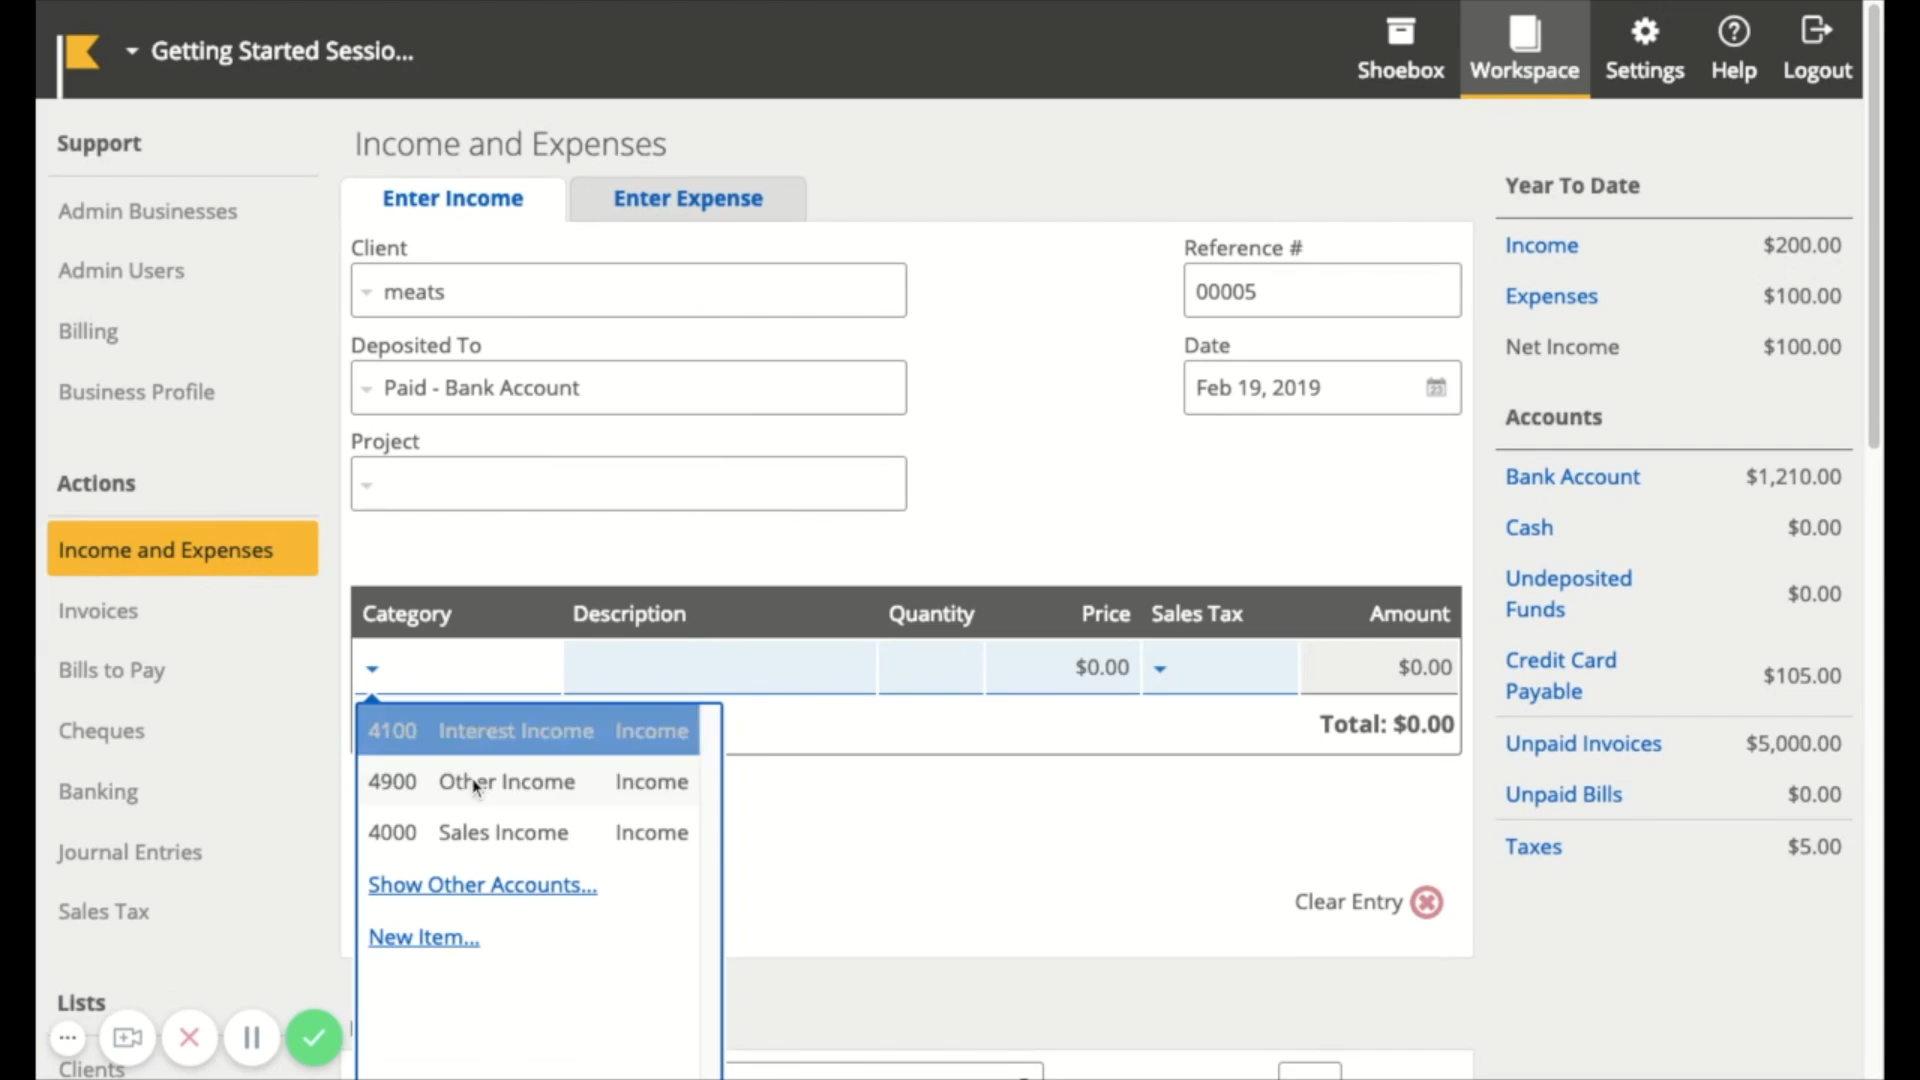 Getting Started Sessio...
Shoebox
Workspace
Settings
Help
Logout
Support
Admin Businesses
Admin Users
Billing
Business Profile
Actions
Income and Expenses
Invoices
Bills to Pay
Cheques
Banking
Journal Entries
Sales Tax
Lists
Clients
Income and Expenses
Enter Income
Enter Expense
Client
meats
Reference #
00005
Deposited To
Paid - Bank Account
Date
Feb 19, 2019
23
Project
Category Description Quantity Price Sales Tax Amount
$0.00 $0.00
Total: $0.00
4100 Interest Income Income
4900 Other Income Income
4000 Sales Income Income
Show Other Accounts...
New Item...
Clear Entry
Year To Date
Income $200.00
Expenses $100.00
Net Income $100.00
Accounts
Bank Account $1,210.00
Cash $0.00
Undeposited
Funds $0.00
Credit Card
Payable $105.00
Unpaid Invoices $5,000.00
Unpaid Bills $0.00
Taxes $5.00